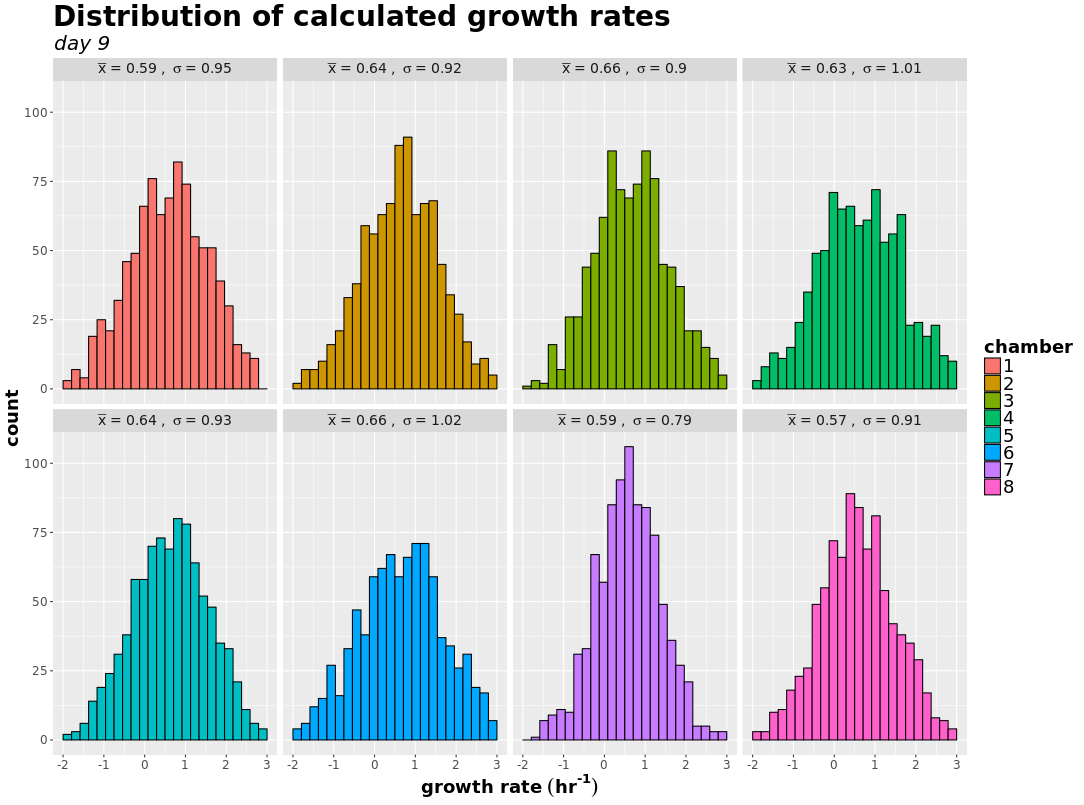 Distribution of calculated growth rates
day 9
x̅ = 0.59 , σ = 0.95
x̅ = 0.64 , σ = 0.92
x̅ = 0.66 , σ = 0.9
x̅ = 0.63 , σ = 1.01
100
75
50
25
0
x̅ = 0.64 , σ = 0.93
x̅ = 0.66 , σ = 1.02
x̅ = 0.59 , σ = 0.79
x̅ = 0.57 , σ = 0.91
100
75
50
25
0
-2 -1 0 1 2 3
-2 -1 0 1 2 3
-2 -1 0 1 2 3
-2 -1 0 1 2 3
count
growth rate (hr⁻¹)
chamber
1
2
3
4
5
6
7
8